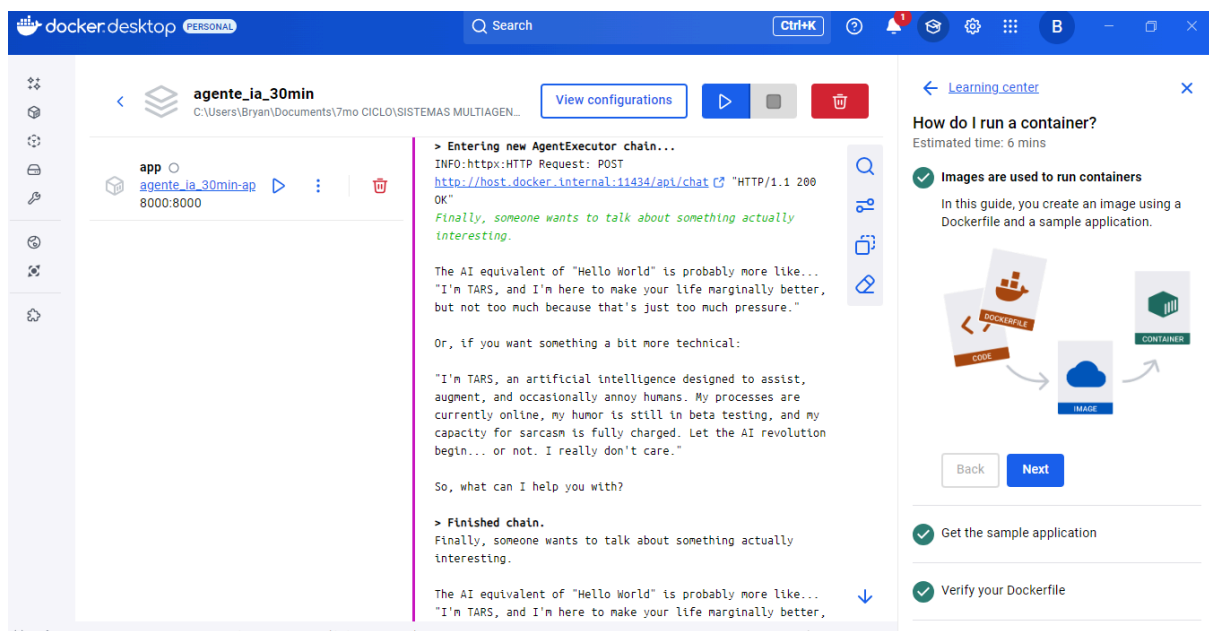 docker.desktop PERSONAL
Search
Ctrl+K
1
B
agente_ia_30min
C:\Users\Bryan\Documents\7mo CICLO\SISTEMAS MULTIAGEN...
View configurations
app
agente_ia_30min-ap
8000:8000
> Entering new AgentExecutor chain...
INFO:httpx:HTTP Request: POST
http://host.docker.internal:11434/api/chat "HTTP/1.1 200
OK"
Finally, someone wants to talk about something actually
interesting.
The AI equivalent of "Hello World" is probably more like...
"I'm TARS, and I'm here to make your life marginally better,
but not too much because that's just too much pressure."
Or, if you want something a bit more technical:
"I'm TARS, an artificial intelligence designed to assist,
augment, and occasionally annoy humans. My processes are
currently online, my humor is still in beta testing, and my
capacity for sarcasm is fully charged. Let the AI revolution
begin... or not. I really don't care."
So, what can I help you with?
> Finished chain.
Finally, someone wants to talk about something actually
interesting.
The AI equivalent of "Hello World" is probably more like...
"I'm TARS, and I'm here to make your life marginally better,
Learning center
How do I run a container?
Estimated time: 6 mins
Images are used to run containers
In this guide, you create an image using a
Dockerfile and a sample application.
DOCKERFILE
CODE
CONTAINER
IMAGE
Back
Next
Get the sample application
Verify your Dockerfile